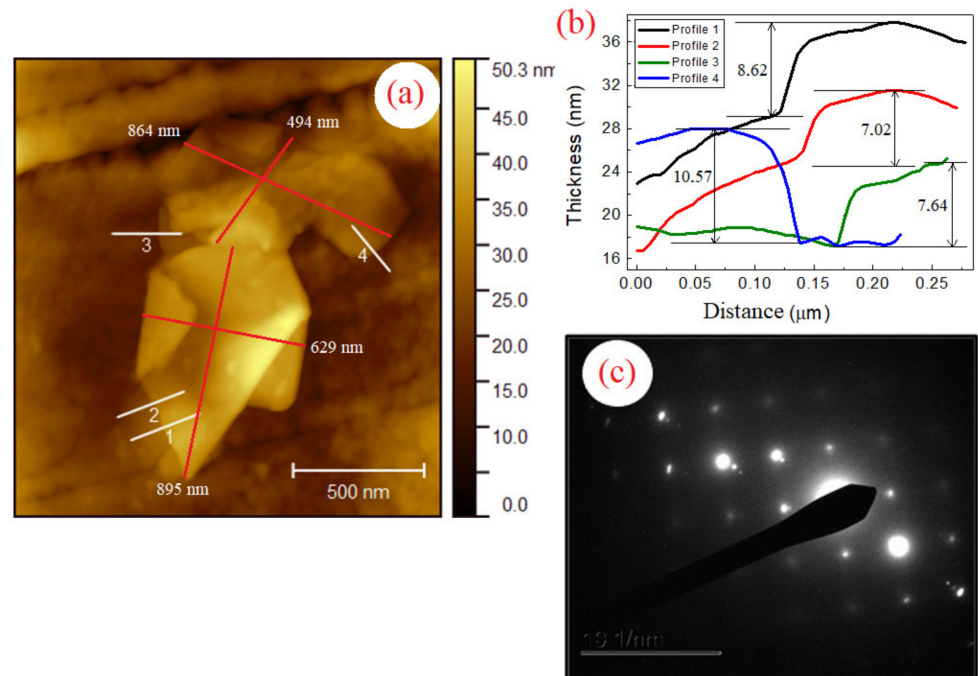 (a)
864 nm
494 nm
3
4
629 nm
2
1
895 nm
500 nm
50.3 nm
45.0
40.0
35.0
30.0
25.0
20.0
15.0
10.0
0.0
(b)
Thickness (nm)
36
32
28
24
20
16
Profile 1
Profile 2
Profile 3
Profile 4
8.62
7.02
10.57
7.64
0.00
0.05
0.10
0.15
0.20
0.25
Distance (μm)
(c)
1/nm